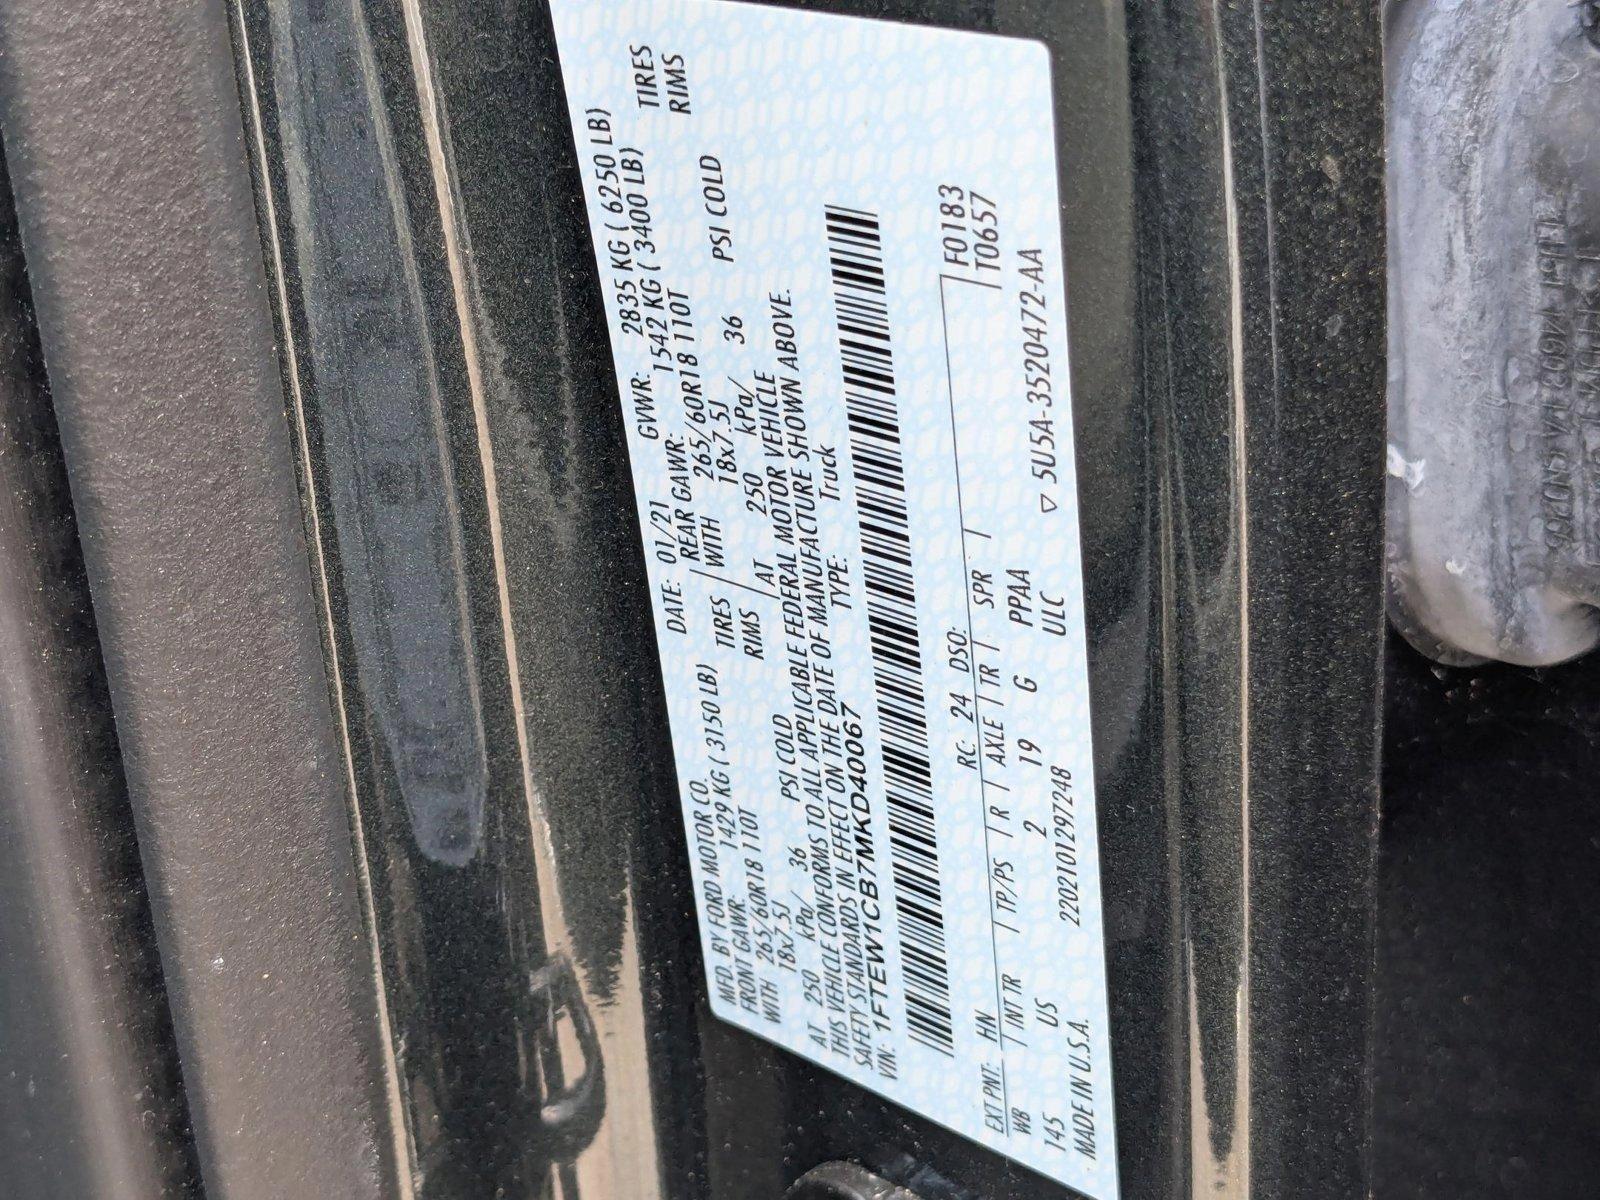 MFD. BY FORD MOTOR CO.
DATE: 01/21 GVWR: 2835 KG ( 6250 LB)
FRONT GAWR: 1429 KG ( 3150 LB) REAR GAWR: 1542 KG ( 3400 LB)
WITH 265/60R18 110T TIRES WITH 265/60R18 110T TIRES
18x7.5J RIMS 18x7.5J RIMS
AT 250 kPa/ 36 PSI COLD AT 250 kPa/ 36 PSI COLD
THIS VEHICLE CONFORMS TO ALL APPLICABLE FEDERAL MOTOR VEHICLE
SAFETY STANDARDS IN EFFECT ON THE DATE OF MANUFACTURE SHOWN ABOVE.
VIN: 1FTEW1CB7MKD40067 TYPE: Truck
F0183
T0657
EXT PNT: HN RC: 24 DSO:
WB INT TR TP/PS R AXLE TR SPR
145 US 2 19 G PPAA
ULC
MADE IN U.S.A. 220210129​7248
▽ 5U5A-3520472-AA